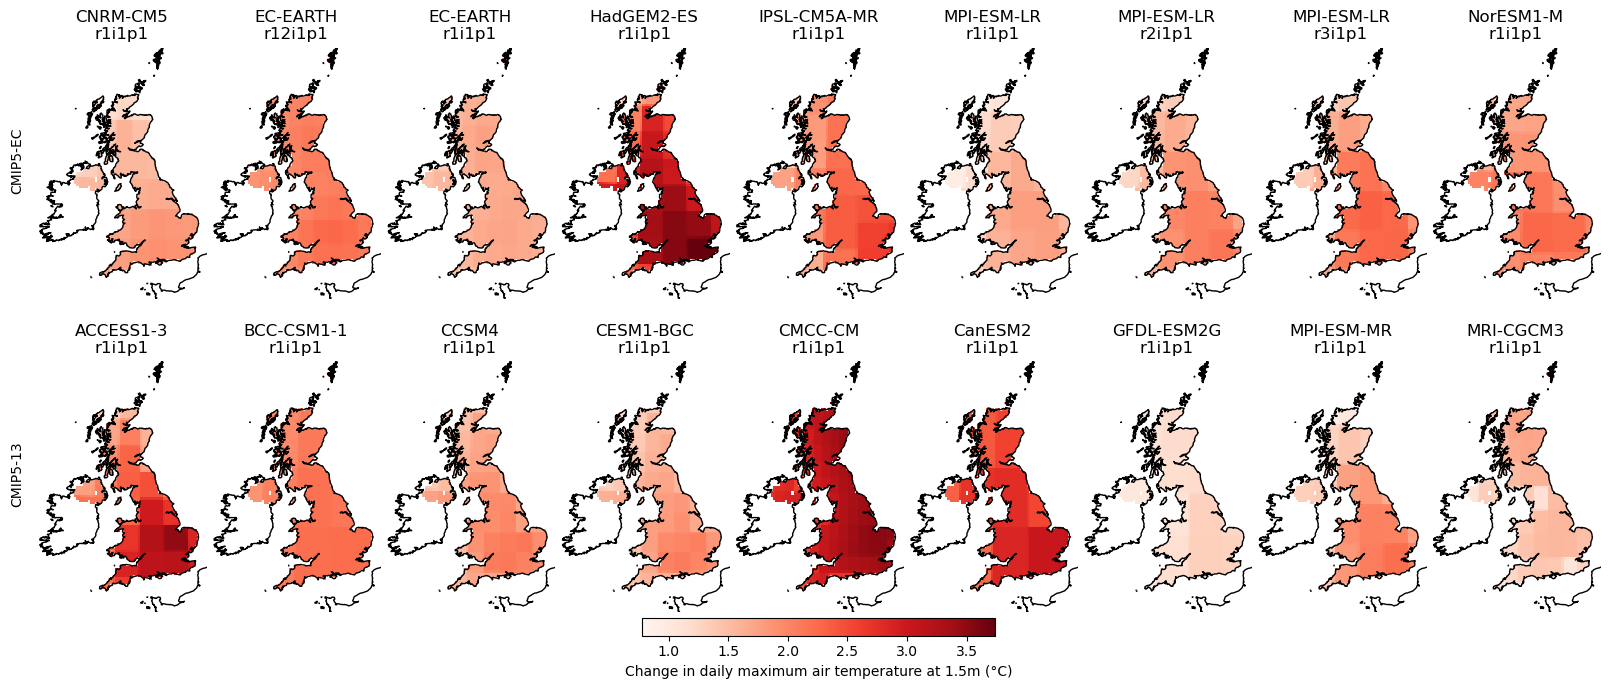 CNRM-CM5
r1i1p1
EC-EARTH
r12i1p1
EC-EARTH
r1i1p1
HadGEM2-ES
r1i1p1
IPSL-CM5A-MR
r1i1p1
MPI-ESM-LR
r1i1p1
MPI-ESM-LR
r2i1p1
MPI-ESM-LR
r3i1p1
NorESM1-M
r1i1p1
CMIP5-EC
ACCESS1-3
r1i1p1
BCC-CSM1-1
r1i1p1
CCSM4
r1i1p1
CESM1-BGC
r1i1p1
CMCC-CM
r1i1p1
CanESM2
r1i1p1
GFDL-ESM2G
r1i1p1
MPI-ESM-MR
r1i1p1
MRI-CGCM3
r1i1p1
CMIP5-13
1.0 1.5 2.0 2.5 3.0 3.5
Change in daily maximum air temperature at 1.5m (°C)